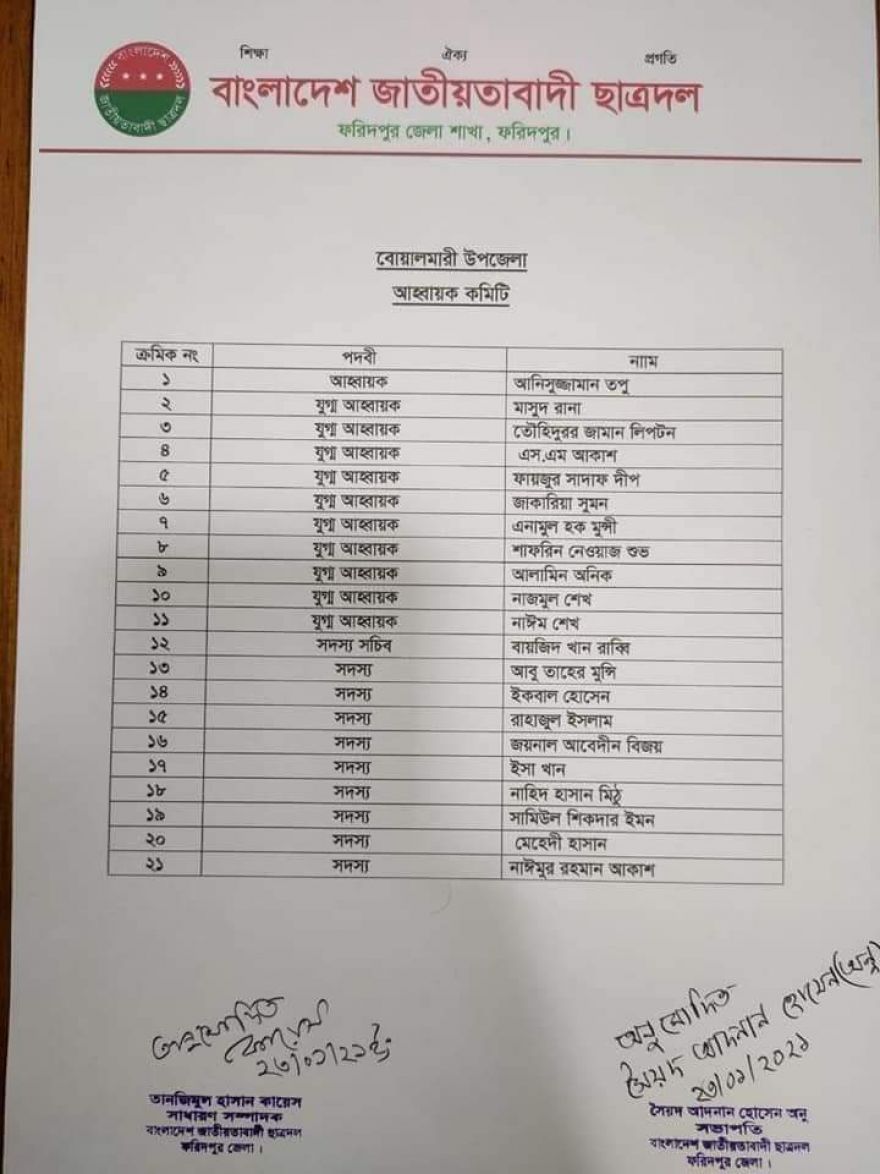 বাংলাদেশ
জাতীয়তাবাদী ছাত্রদল
শিক্ষা ঐক্য প্রগতি
বাংলাদেশ জাতীয়তাবাদী ছাত্রদল
ফরিদপুর জেলা শাখা, ফরিদপুর।
বোয়ালমারী উপজেলা
আহ্বায়ক কমিটি
ক্রমিক নং পদবী নাাম
১ আহ্বায়ক আনিসুজ্জামান তপু
২ যুগ্ম আহ্বায়ক মাসুদ রানা
৩ যুগ্ম আহ্বায়ক তৌহিদুরর জামান লিপটন
৪ যুগ্ম আহ্বায়ক এস.এম আকাশ
৫ যুগ্ম আহ্বায়ক ফায়জুর সাদাফ দীপ
৬ যুগ্ম আহ্বায়ক জাকারিয়া সুমন
৭ যুগ্ম আহ্বায়ক এনামুল হক মুন্সী
৮ যুগ্ম আহ্বায়ক শাফরিন নেওয়াজ শুভ
৯ যুগ্ম আহ্বায়ক আলামিন অনিক
১০ যুগ্ম আহ্বায়ক নাজমুল শেখ
১১ যুগ্ম আহ্বায়ক নাঈম শেখ
১২ সদস্য সচিব বায়জিদ খান রাব্বি
১৩ সদস্য আবু তাহের মুন্সি
১৪ সদস্য ইকবাল হোসেন
১৫ সদস্য রাহাজুল ইসলাম
১৬ সদস্য জয়নাল আবেদীন বিজয়
১৭ সদস্য ইসা খান
১৮ সদস্য নাহিদ হাসান মিঠু
১৯ সদস্য সামিউল শিকদার ইমন
২০ সদস্য মেহেদী হাসান
২১ সদস্য নাঈমুর রহমান আকাশ
অনুমোদিত
কায়েস
২৩/০১/২১ইং
তানজিমুল হাসান কায়েস
সাধারণ সম্পাদক
বাংলাদেশ জাতীয়তাবাদী ছাত্রদল
ফরিদপুর জেলা।
অনুমোদিত
সৈয়দ আদনান হোসেন (অনু)
২৩/০১/২০২১
সৈয়দ আদনান হোসেন অনু
সভাপতি
বাংলাদেশ জাতীয়তাবাদী ছাত্রদল
ফরিদপুর জেলা।